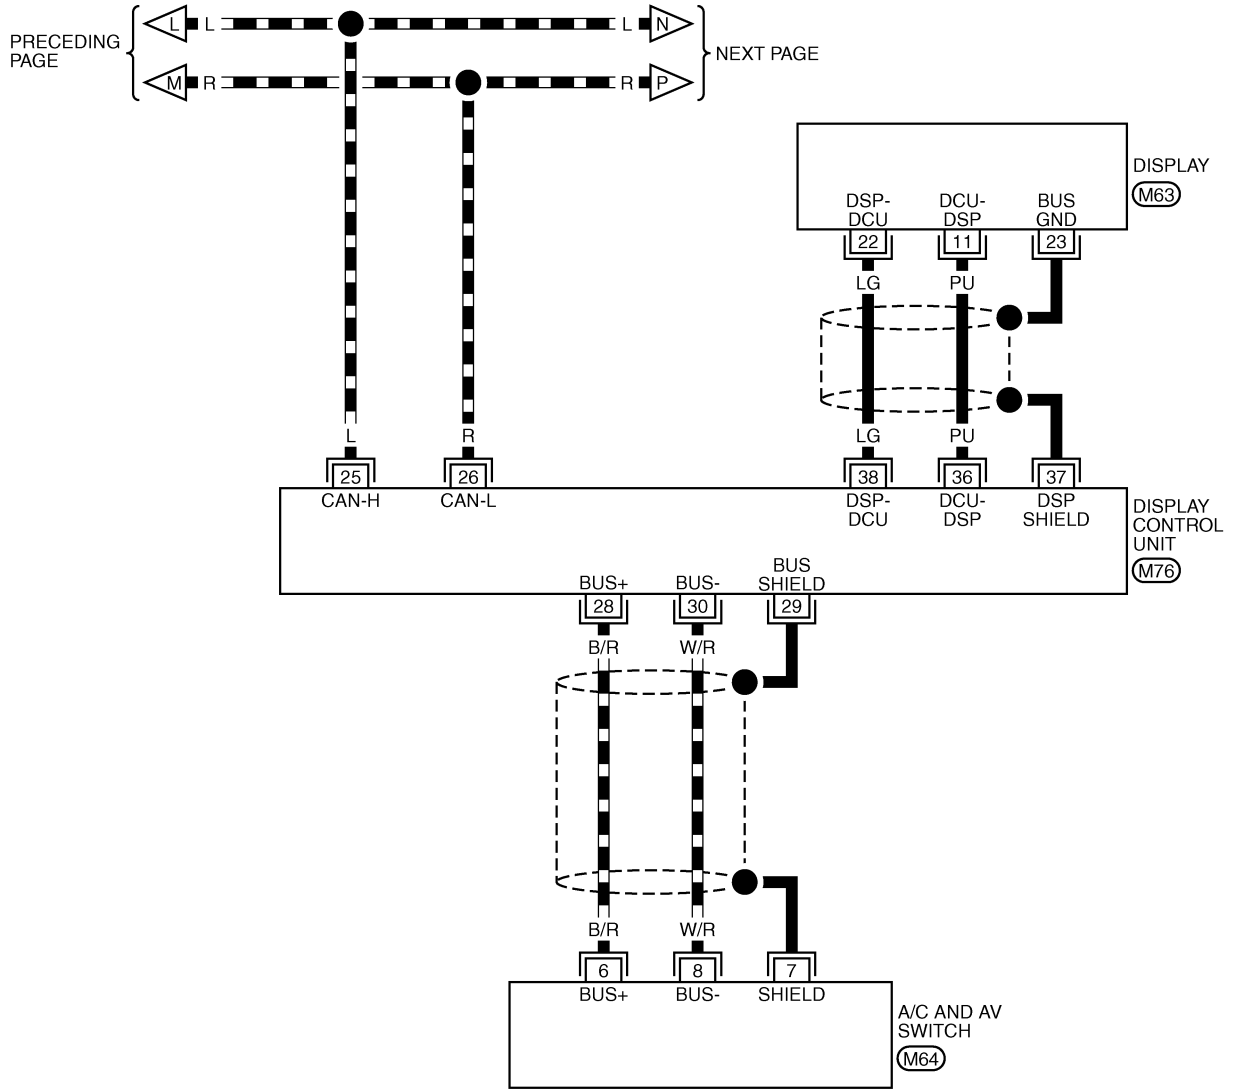 L L L N
PRECEDING
PAGE
NEXT PAGE
M R R P
DISPLAY
M63
DSP-
DCU
DCU-
DSP
BUS
GND
22 11 23
LG PU
LG PU
L R
25 26 38 36 37
CAN-H CAN-L
DSP-
DCU
DCU-
DSP
DSP
SHIELD
DISPLAY
CONTROL
UNIT
M76
BUS+ BUS-
BUS
SHIELD
28 30 29
B/R W/R
B/R W/R
6 8 7
BUS+ BUS- SHIELD
A/C AND AV
SWITCH
M64